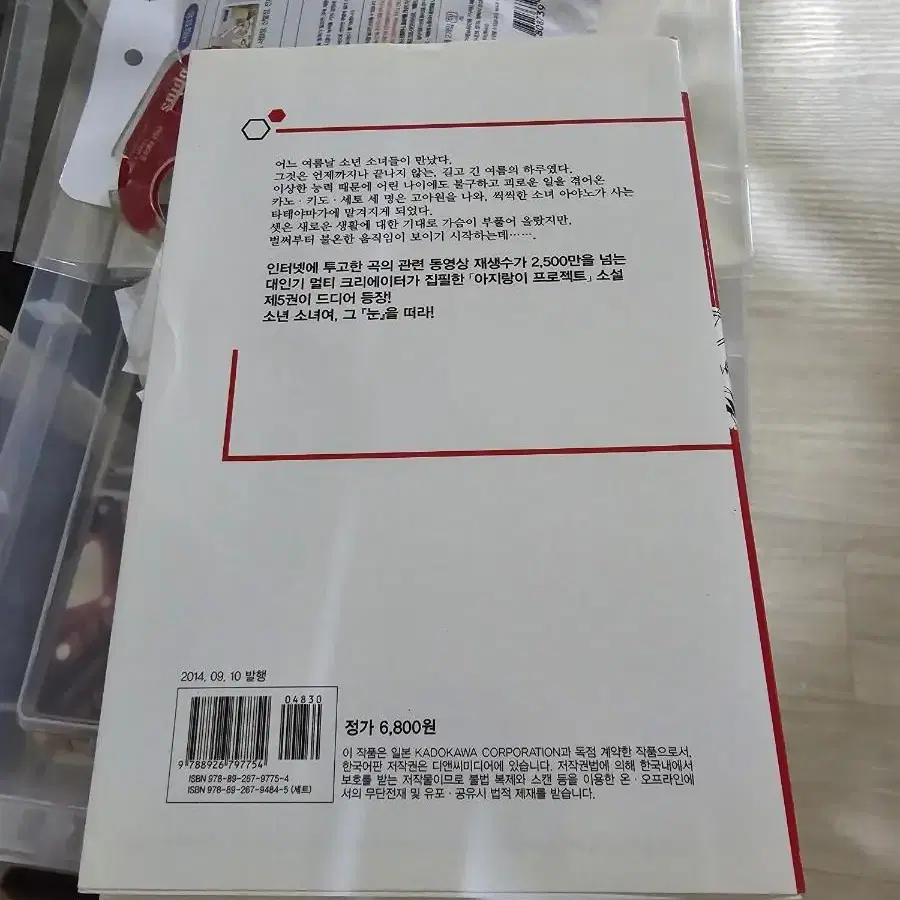 어느 여름날 소년 소녀들이 만났다.
그것은 언제까지나 끝나지 않는, 길고 긴 여름의 하루였다.
이상한 능력 때문에 어린 나이에도 불구하고 괴로운 일을 겪어온
카노·키도·세토 세 명은 고아원을 나와, 씩씩한 소녀 아야노가 사는
타테야마가에 맡겨지게 되었다.
셋은 새로운 생활에 대한 기대로 가슴이 부풀어 올랐지만,
벌써부터 불온한 움직임이 보이기 시작하는데…….
인터넷에 투고한 곡의 관련 동영상 재생수가 2,500만을 넘는
대인기 멀티 크리에이터가 집필한 「아지랑이 프로젝트」 소설
제5권이 드디어 등장!
소년 소녀여, 그 「눈」을 떠라!
2014. 09. 10 발행
04830
9 788926 797754
ISBN 978-89-267-9775-4
ISBN 978-89-267-9484-5 (세트)
정가 6,800원
이 작품은 일본 KADOKAWA CORPORATION과 독점 계약한 작품으로서,
한국어판 저작권은 디앤씨미디어에 있습니다. 저작권법에 의해 한국내에서
보호를 받는 저작물이므로 불법 복제와 스캔 등을 이용한 온·오프라인에
서의 무단전재 및 유포·공유시 법적 제재를 받습니다.